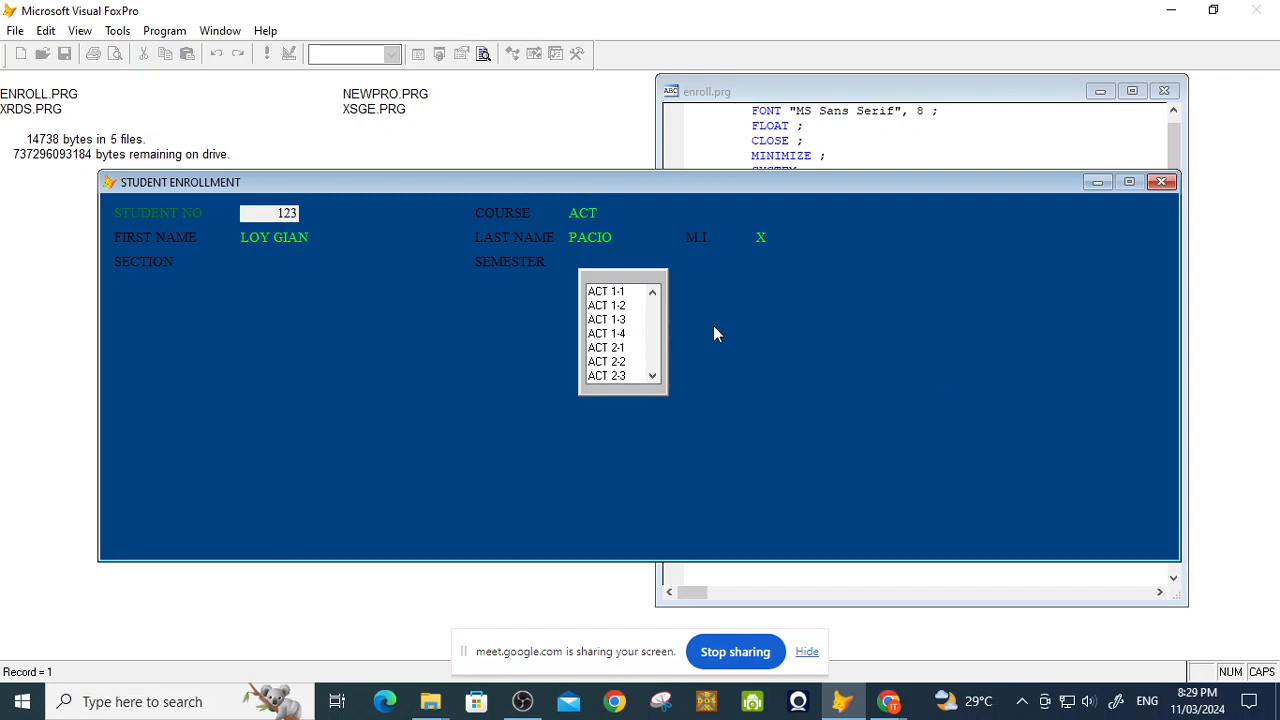 Microsoft Visual FoxPro
File Edit View Tools Program Window Help
ENROLL.PRG NEWPRO.PRG
XRDS.PRG XSGE.PRG
14738 bytes in 5 files.
737296093184 bytes remaining on drive.
enroll.prg
FONT "MS Sans Serif", 8 ;
FLOAT ;
CLOSE ;
MINIMIZE ;
STUDENT ENROLLMENT
STUDENT NO 123 COURSE ACT
FIRST NAME LOY GIAN LAST NAME PACIO M.I X
SECTION SEMESTER
ACT 1-1
ACT 1-2
ACT 1-3
ACT 1-4
ACT 2-1
ACT 2-2
ACT 2-3
meet.google.com is sharing your screen. Stop sharing Hide
Record = 1 NUM CAPS
Type here to search 29°C ENG 8:29 PM
11/03/2024